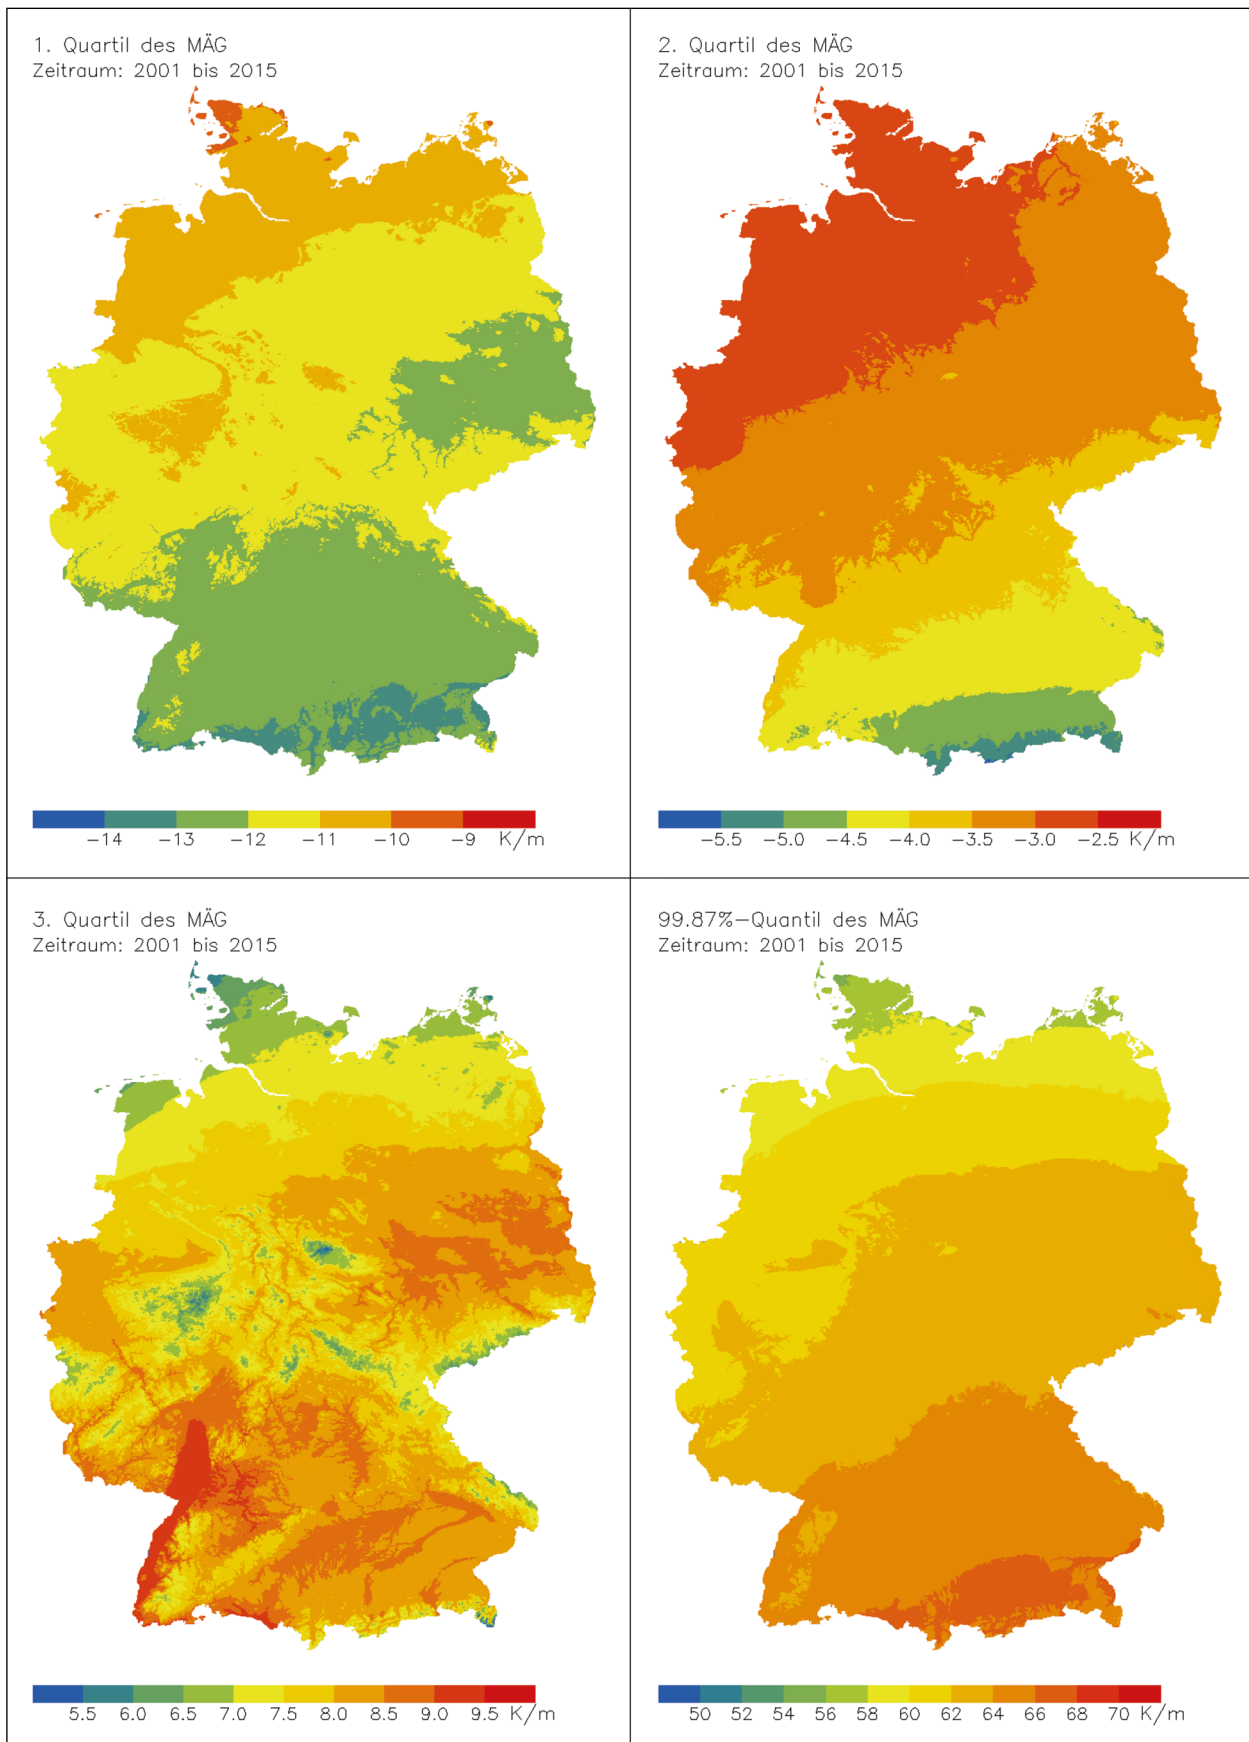 1. Quartil des MÄG
Zeitraum: 2001 bis 2015
−14 −13 −12 −11 −10 −9 K/m
2. Quartil des MÄG
Zeitraum: 2001 bis 2015
−5.5 −5.0 −4.5 −4.0 −3.5 −3.0 −2.5 K/m
3. Quartil des MÄG
Zeitraum: 2001 bis 2015
5.5 6.0 6.5 7.0 7.5 8.0 8.5 9.0 9.5 K/m
99.87%−Quantil des MÄG
Zeitraum: 2001 bis 2015
50 52 54 56 58 60 62 64 66 68 70 K/m